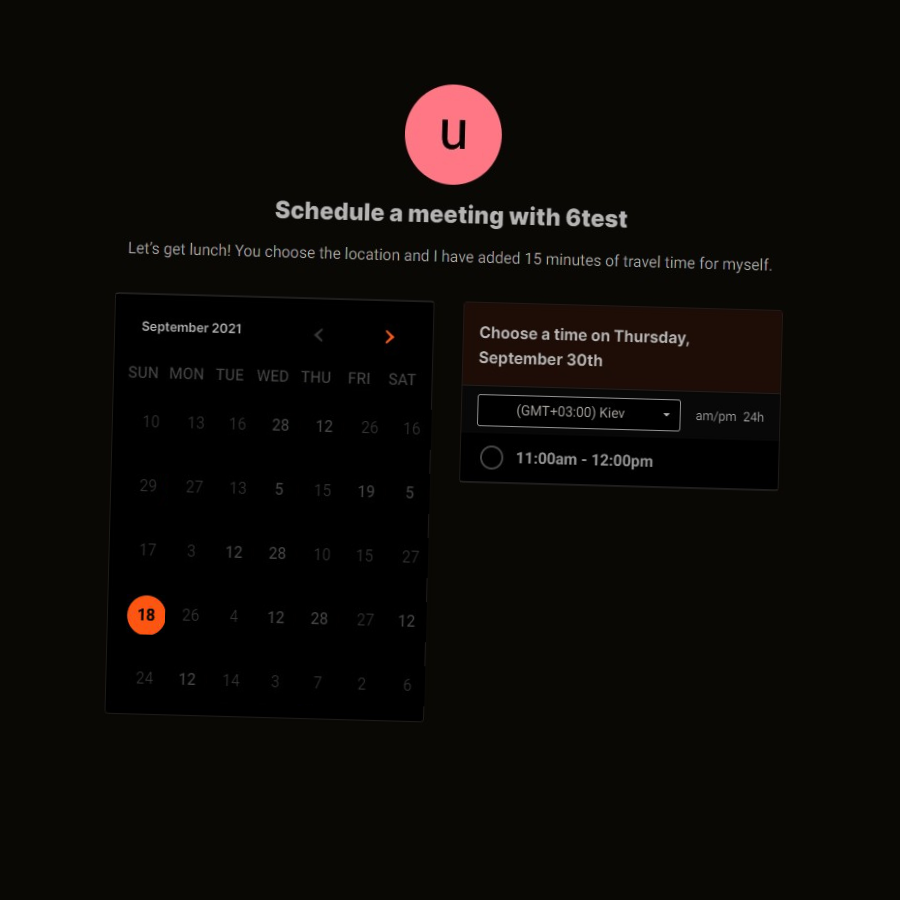 u
Schedule a meeting with 6test
Let's get lunch! You choose the location and I have added 15 minutes of travel time for myself.
September 2021
SUN MON TUE WED THU FRI SAT
10 13 16 28 12 26 16
29 27 13 5 15 19 5
17 3 12 28 10 15 27
18 26 4 12 28 27 12
24 12 14 3 7 2 6
Choose a time on Thursday,
September 30th
(GMT+03:00) Kiev am/pm 24h
11:00am - 12:00pm